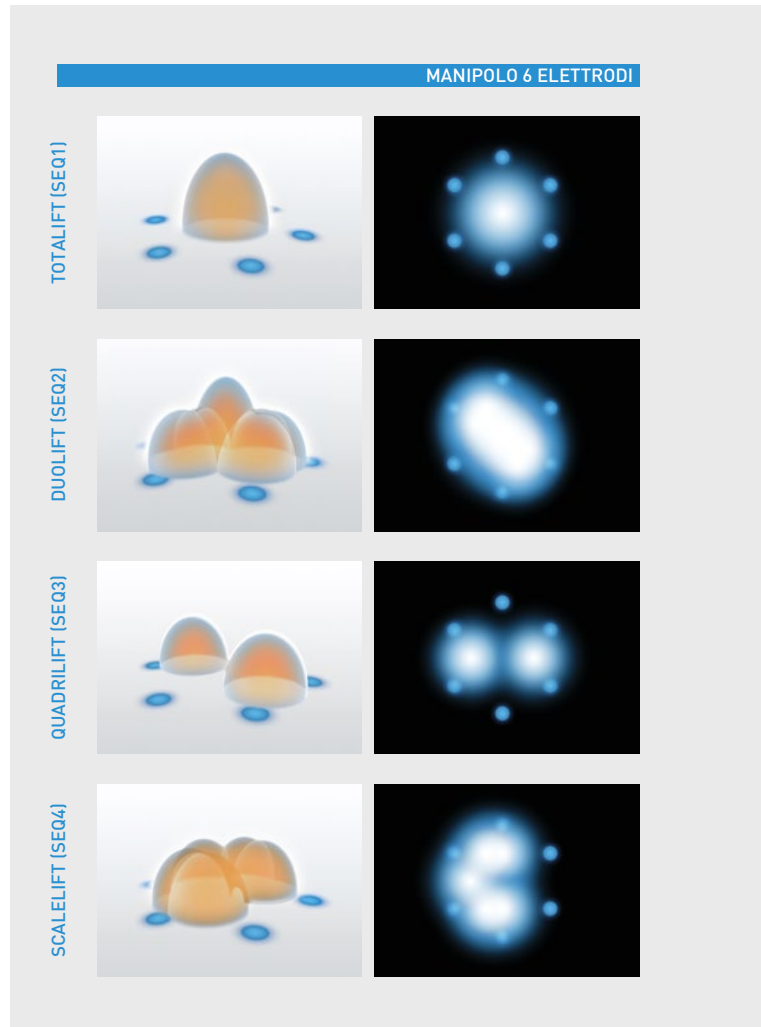 MANIPOLO 6 ELETTRODI
TOTALIFT (SEQ1)
DUOLIFT (SEQ2)
QUADRILIFT (SEQ3)
SCALELIFT (SEQ4)